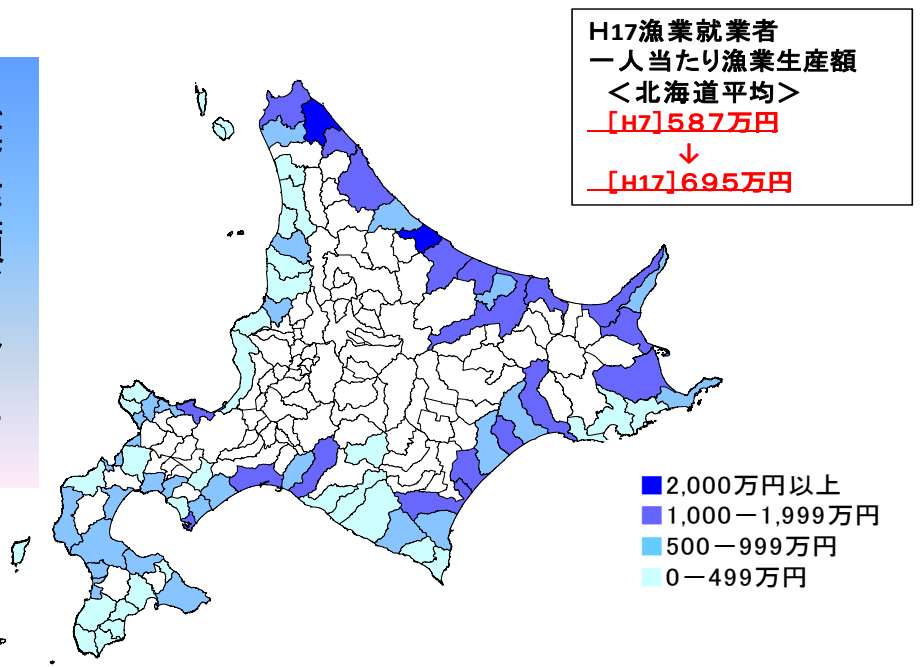 H17漁業就業者
一人当たり漁業生産額
＜北海道平均＞
[H7]587万円
↓
[H17]695万円
2,000万円以上
1,000－1,999万円
500－999万円
0－499万円